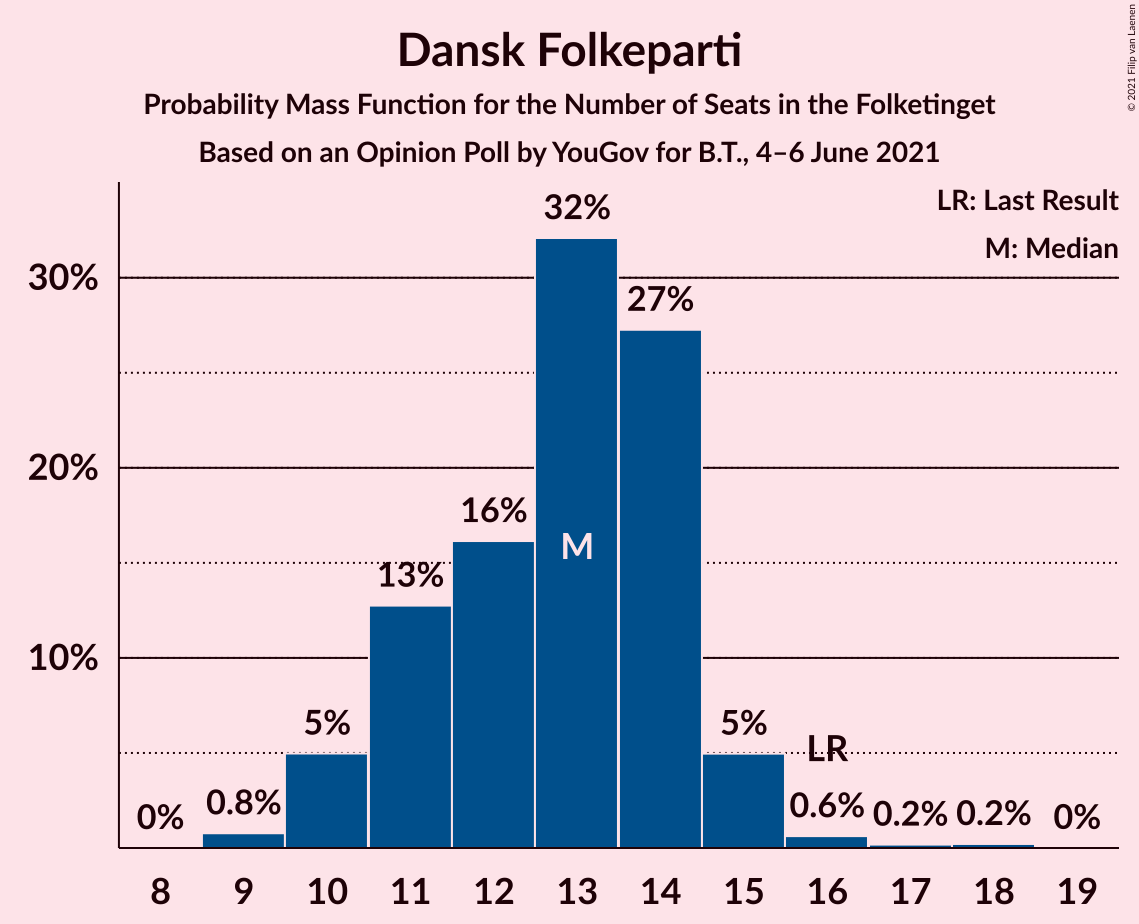 Dansk Folkeparti
Probability Mass Function for the Number of Seats in the Folketinget
Based on an Opinion Poll by YouGov for B.T., 4–6 June 2021
© 2021 Filip van Laenen
LR: Last Result
M: Median
30%
20%
10%
0%
0.8%
5%
13%
16%
32%
M
27%
5%
LR
0.6%
0.2%
0.2%
0%
8 9 10 11 12 13 14 15 16 17 18 19